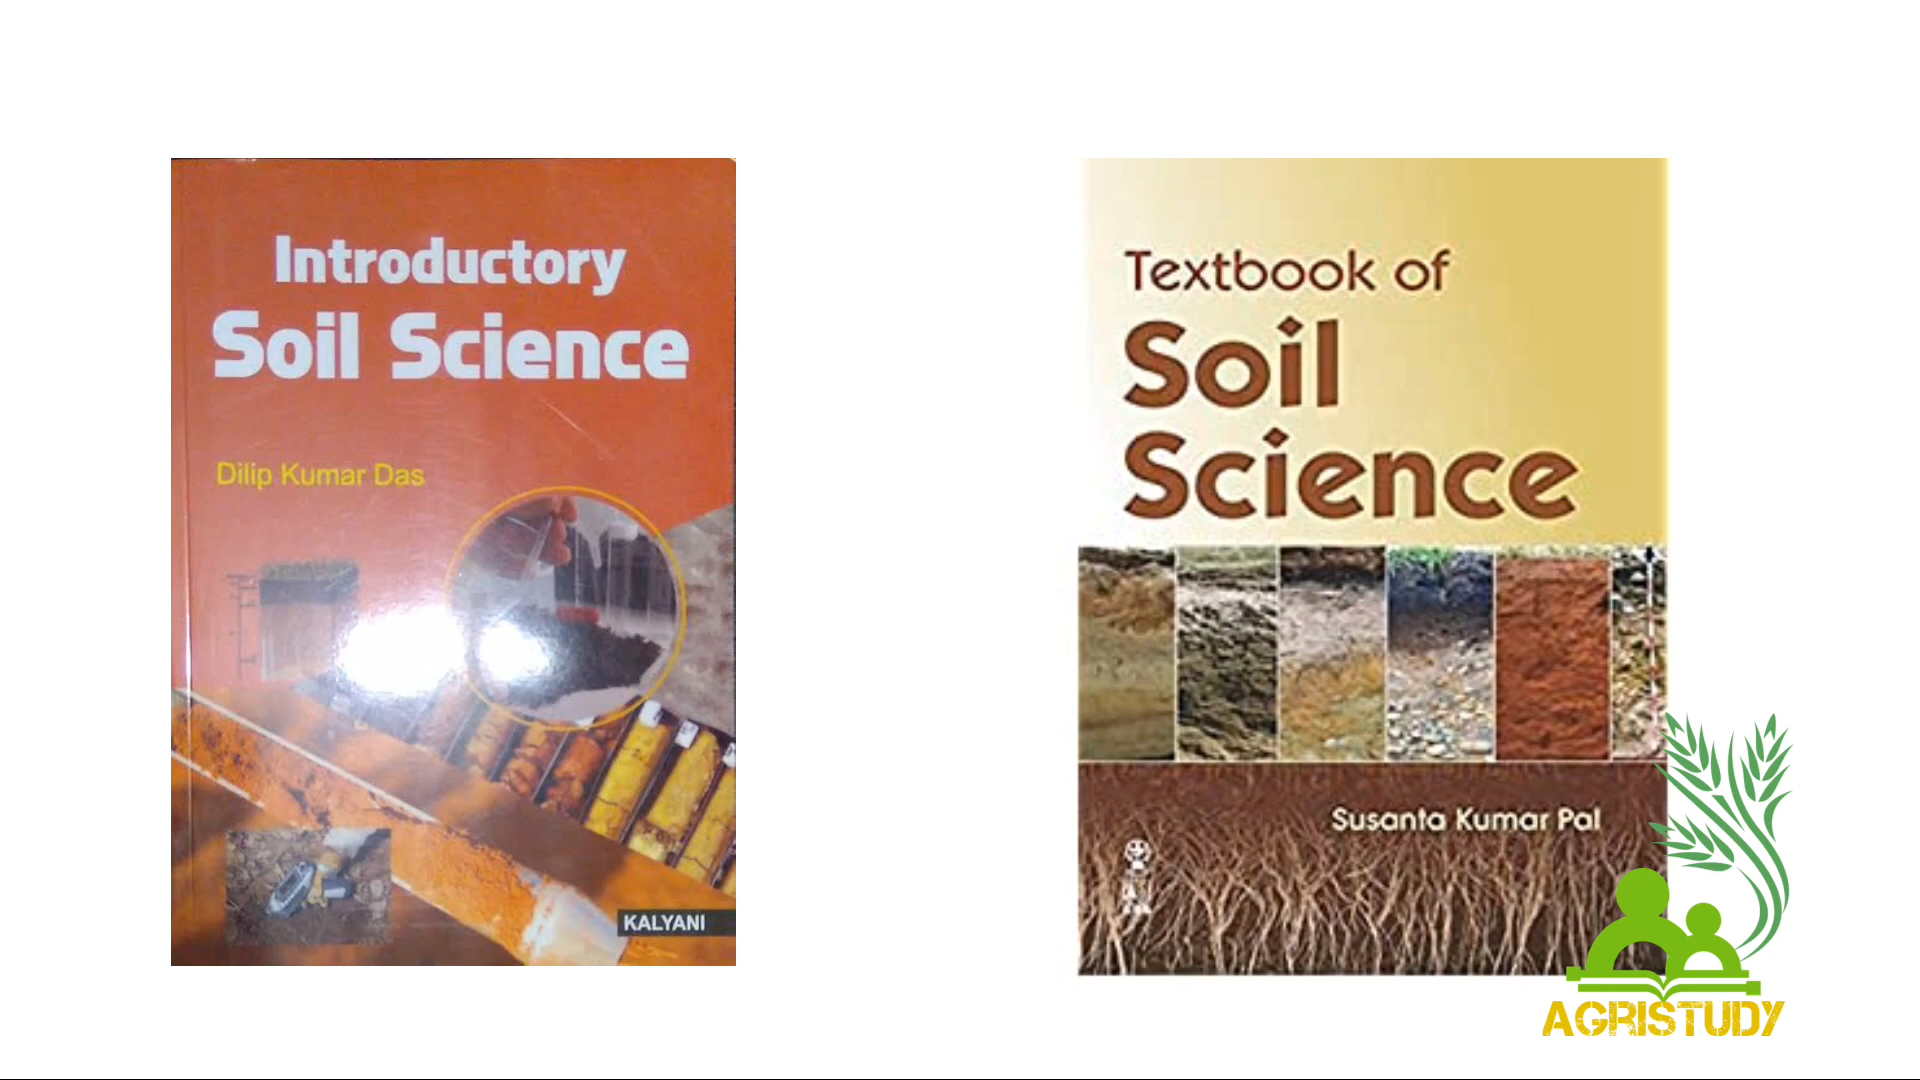 Introductory
Soil Science
Dilip Kumar Das
KALYANI
Textbook of
Soil
Science
Susanta Kumar Pal
AGRISTUDY